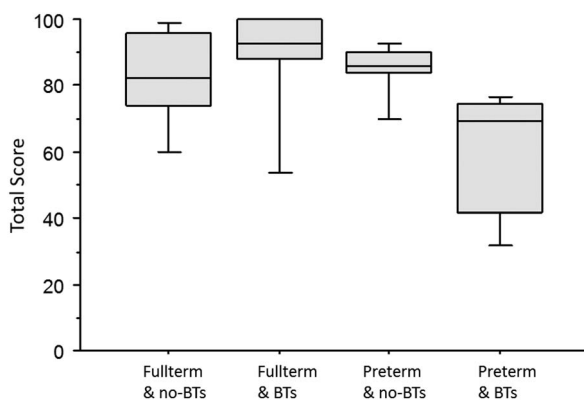 Total Score
100
80
60
40
20
0
Fullterm
& no-BTs
Fullterm
& BTs
Preterm
& no-BTs
Preterm
& BTs